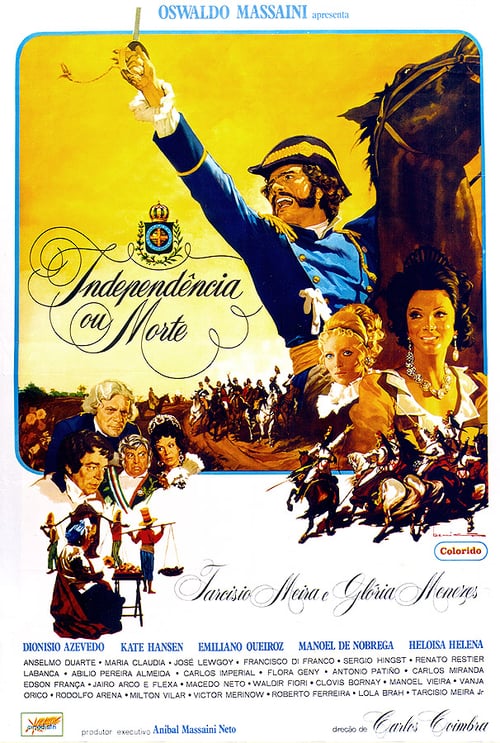 OSWALDO MASSAINI apresenta
Independência
ou Morte
Colorido
Tarcisio Meira e Glória Menezes
DIONISIO AZEVEDO KATE HANSEN EMILIANO QUEIROZ MANOEL DE NOBREGA HELOISA HELENA
ANSELMO DUARTE • MARIA CLAUDIA • JOSÉ LEWGOY • FRANCISCO DI FRANCO • SERGIO HINGST • RENATO RESTIER
LABANCA • ABILIO PEREIRA ALMEIDA • CARLOS IMPERIAL • FLORA GENY • ANTONIO PATIÑO • CARLOS MIRANDA
EDSON FRANÇA • JAIRO ARCO E FLEXA • MACEDO NETO • WALDIR FIORI • CLOVIS BORNAY • MANOEL VIEIRA • VANJA
ORICO • RODOLFO ARENA • MILTON VILAR • VICTOR MERINOW • ROBERTO FERREIRA • LOLA BRAH • TARCISIO MEIRA Jr
cinedistri
produtor executivo Anibal Massaini Neto
direção de Carlos Coimbra